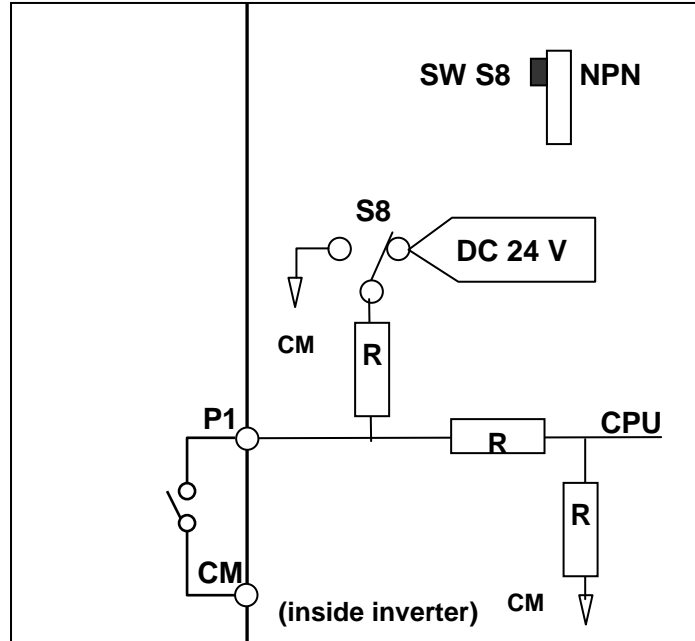 SW S8 NPN
S8
DC 24 V
CM
R
P1
R
CPU
R
CM
(inside inverter)
CM